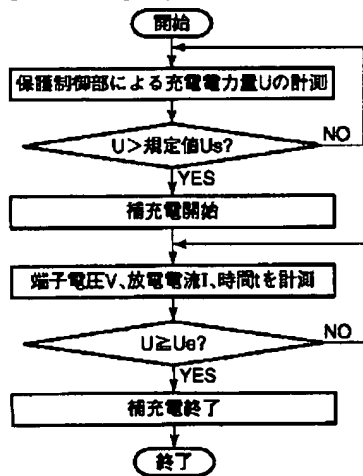 開始
保護制御部による充電電力量Uの計測
U>規定値Us?
NO
YES
補充電開始
端子電圧V、放電電流I、時間tを計測
U≧Ue?
NO
YES
補充電終了
終了